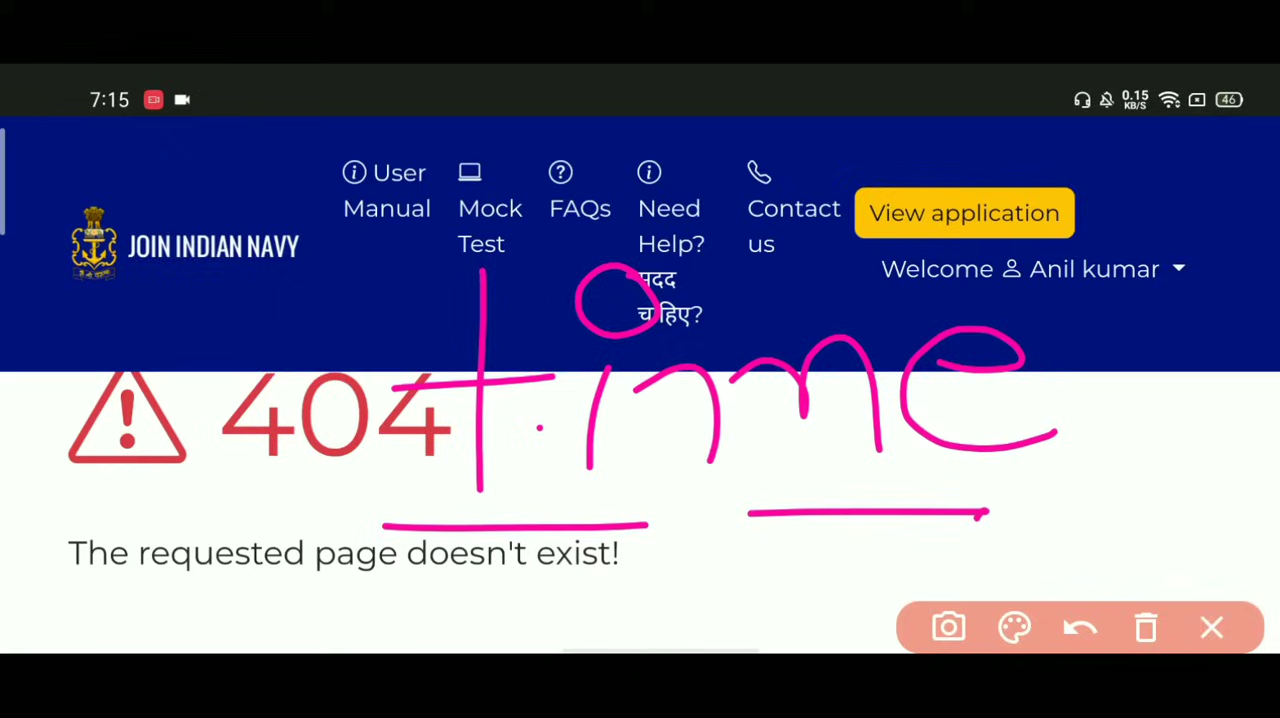 7:15 0.15 KB/S 46
User Manual
Mock Test
FAQs
Need Help? मदद चाहिए?
Contact us
View application
JOIN INDIAN NAVY
Welcome Anil kumar
404
time
The requested page doesn't exist!